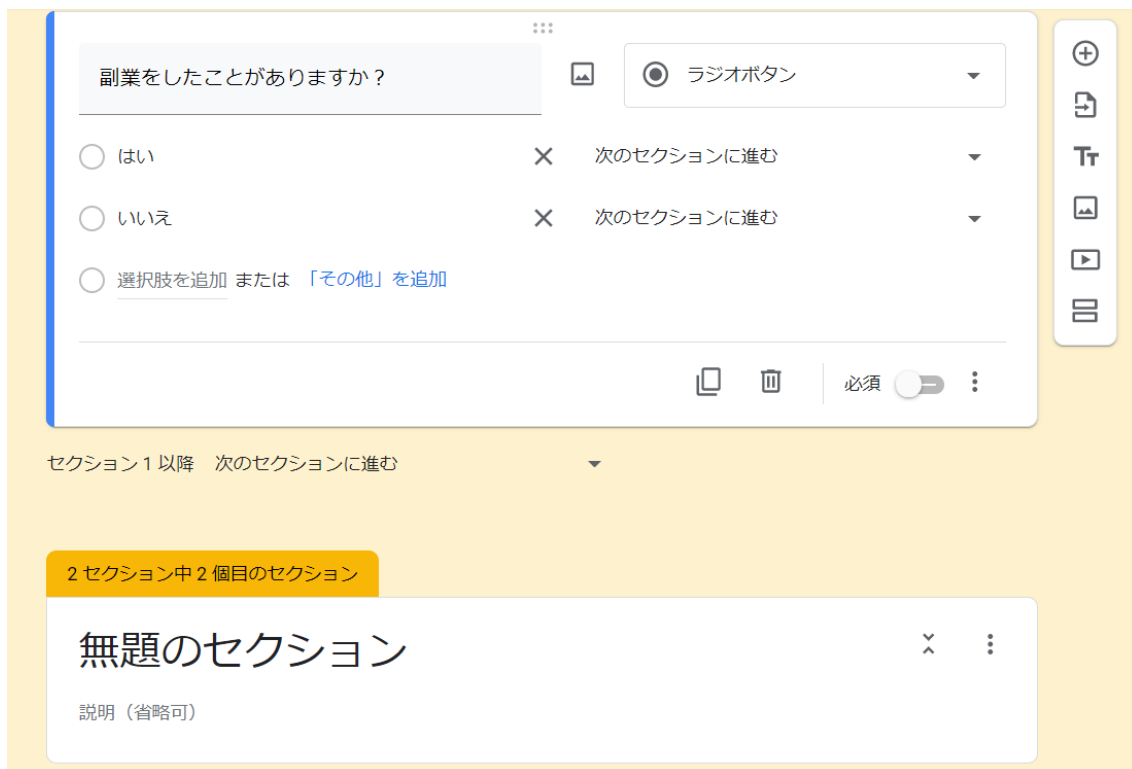 副業をしたことがありますか？
ラジオボタン
はい
次のセクションに進む
いいえ
次のセクションに進む
選択肢を追加 または 「その他」を追加
必須
セクション 1 以降 次のセクションに進む
2 セクション中 2 個目のセクション
無題のセクション
説明（省略可）